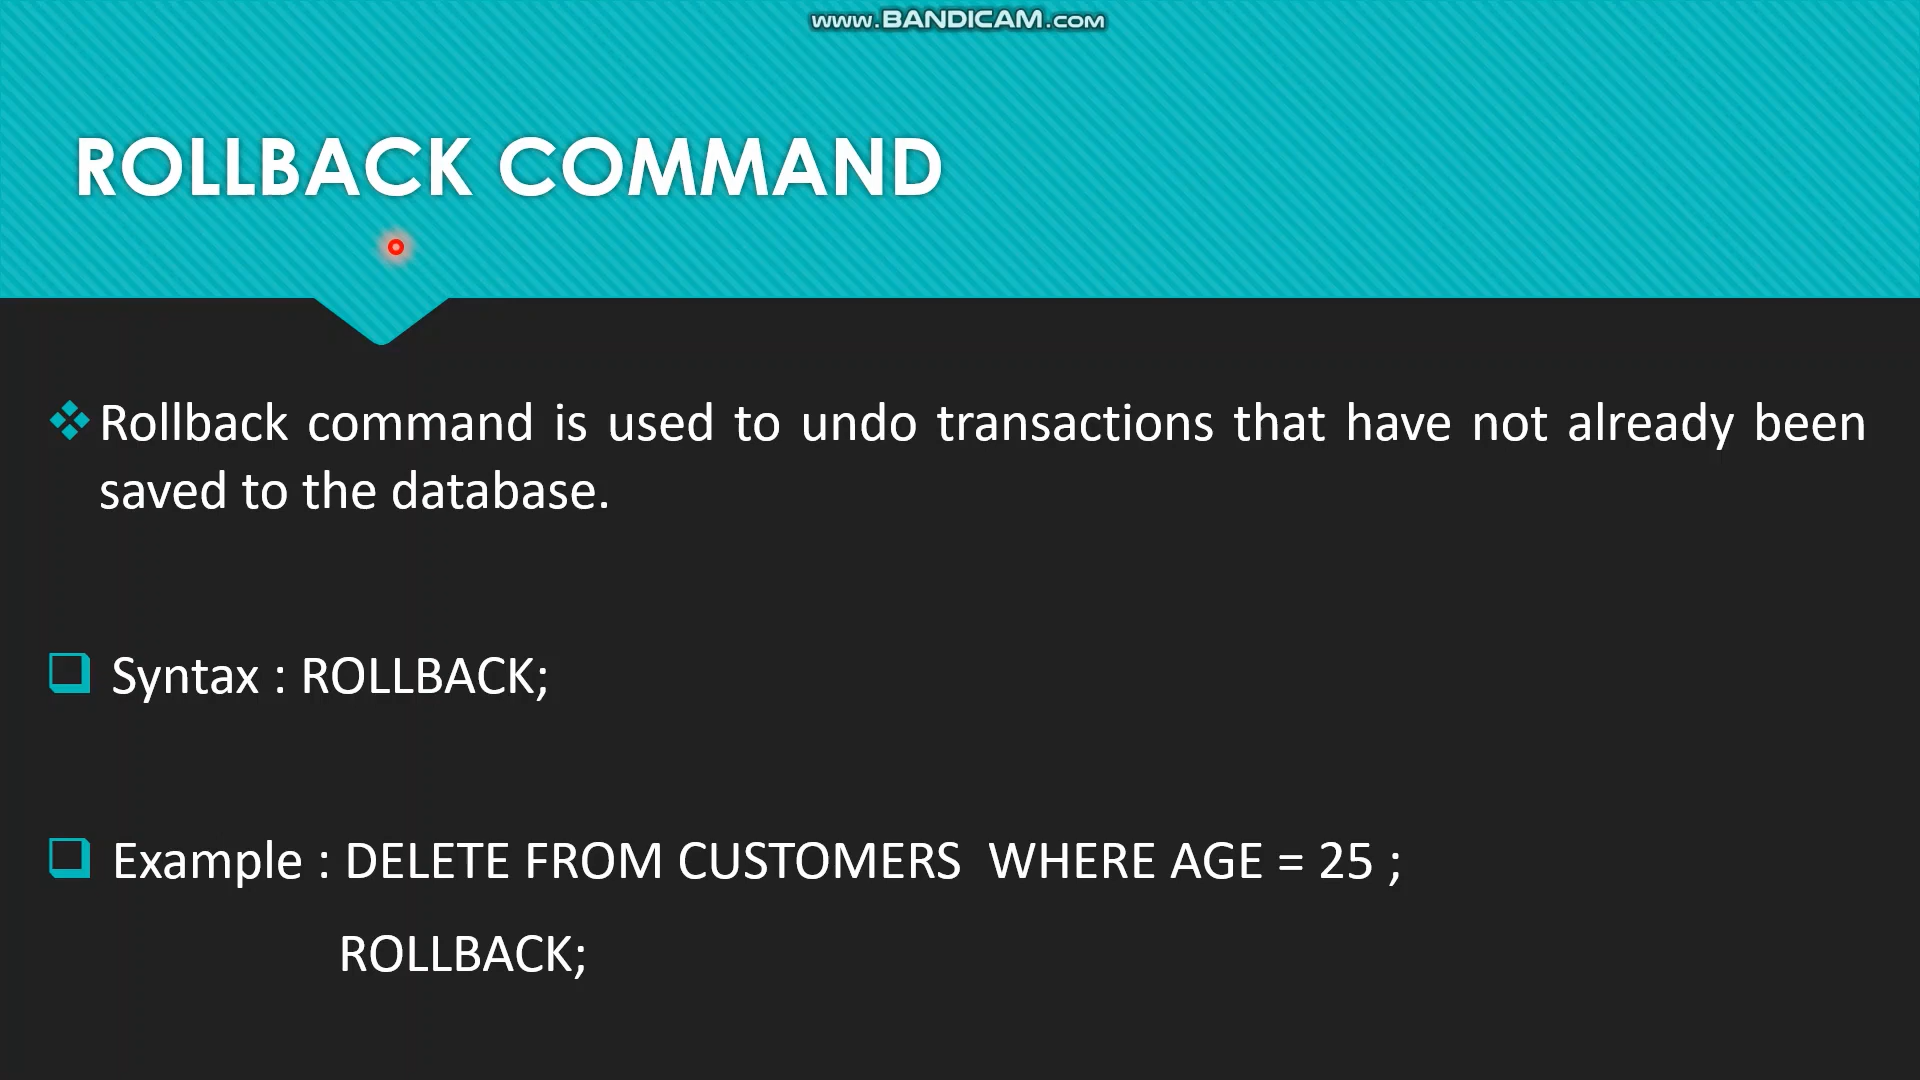 www.BANDICAM.com
ROLLBACK COMMAND
Rollback command is used to undo transactions that have not already been
saved to the database.
Syntax : ROLLBACK;
Example : DELETE FROM CUSTOMERS  WHERE AGE = 25 ;
ROLLBACK;